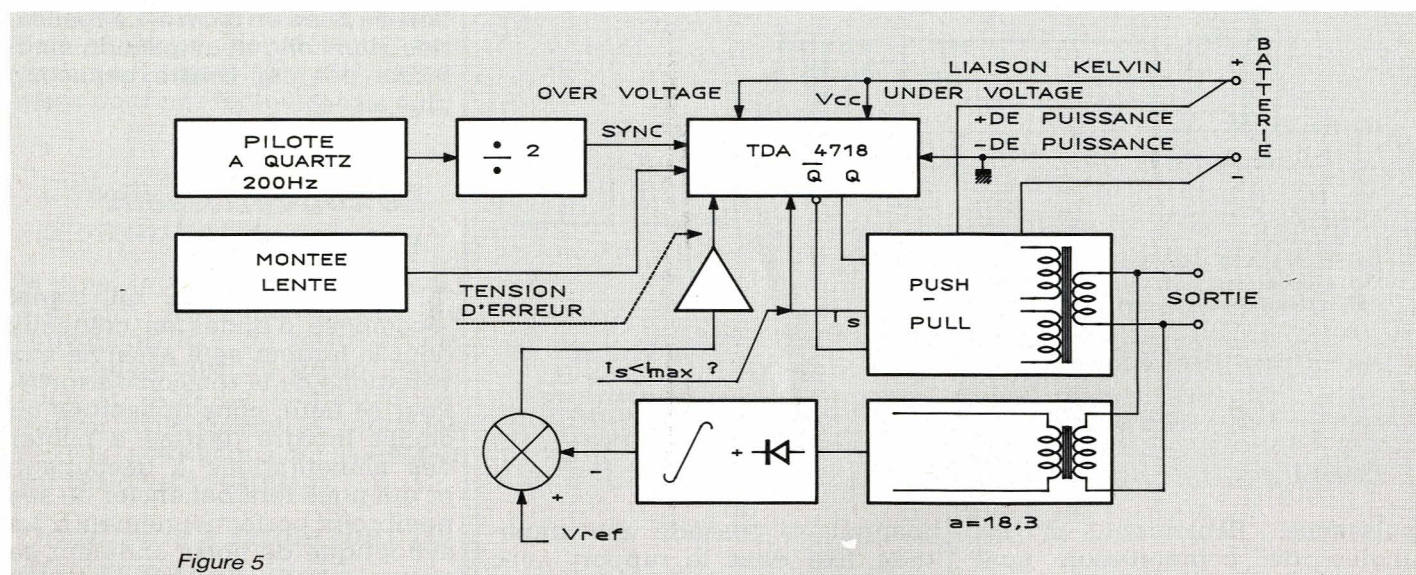 LIAISON KELVIN
+
BATTERIE
OVER VOLTAGE
Vcc
UNDER VOLTAGE
+DE PUISSANCE
-DE PUISSANCE
-
PILOTE
A QUARTZ
200Hz
÷ 2
SYNC
TDA 4718
Q Q
MONTEE
LENTE
TENSION
D'ERREUR
PUSH
-
PULL
SORTIE
is
is<imax ?
+
-
+
Vref
a=18,3
Figure 5